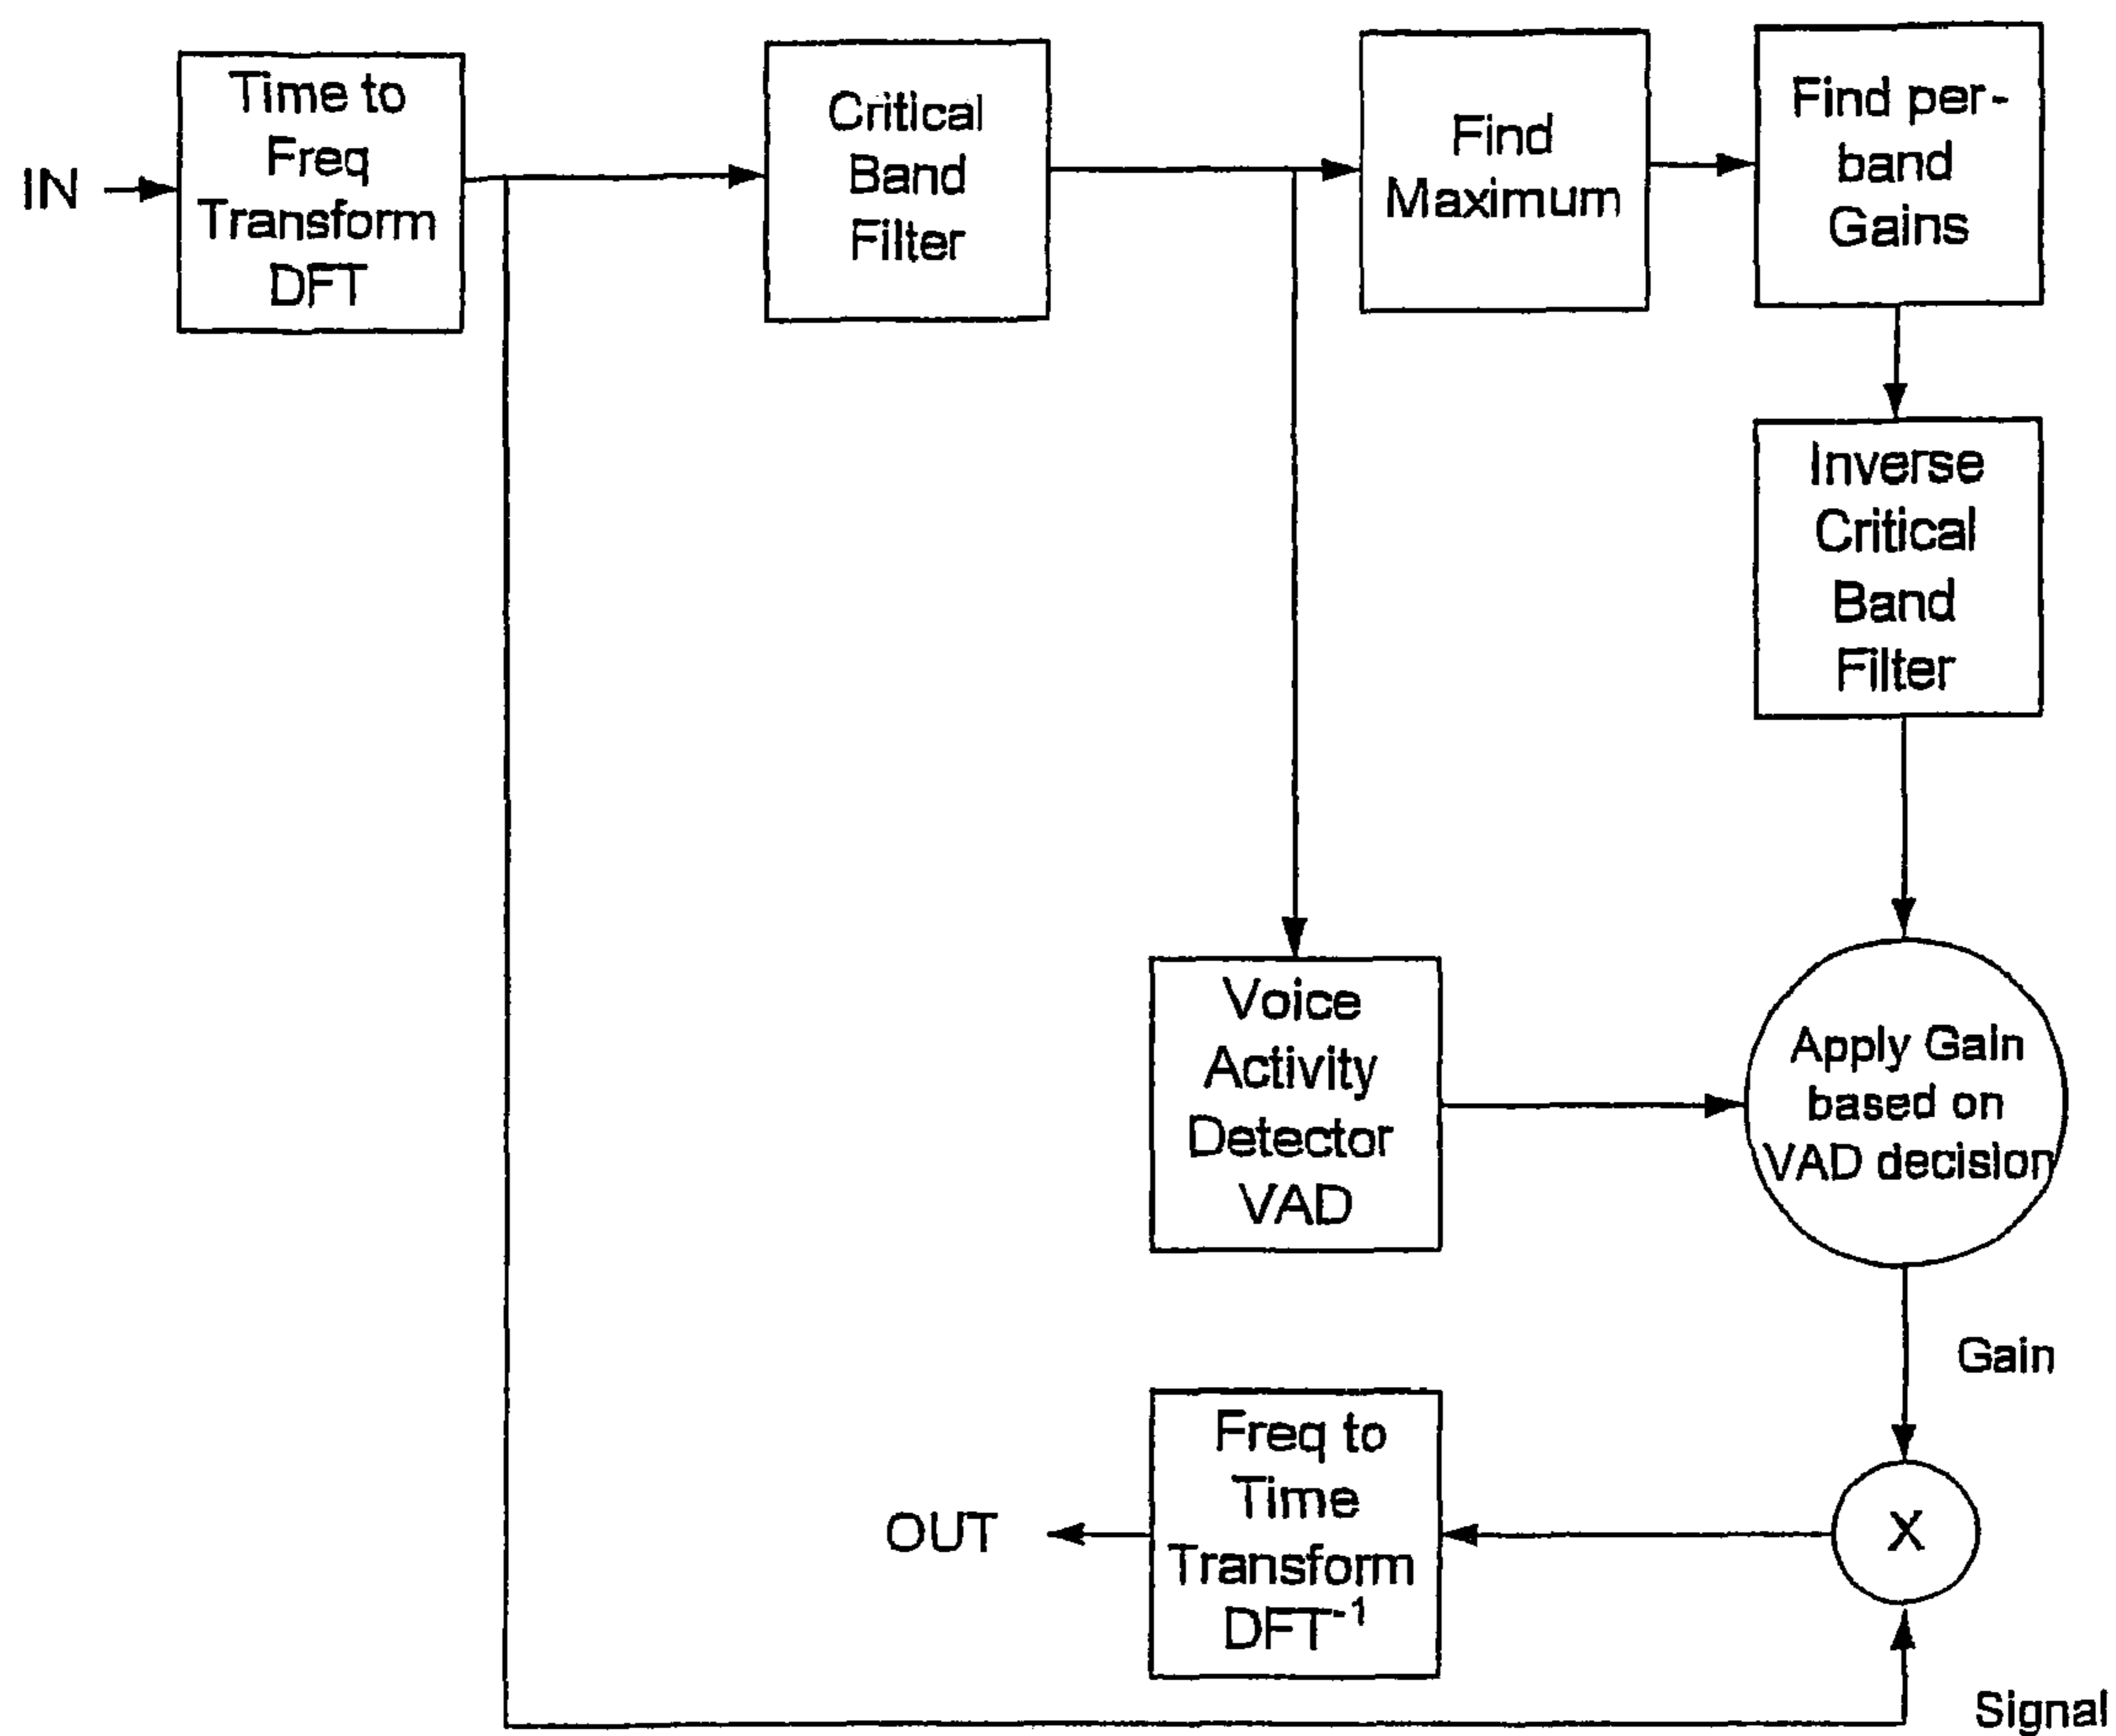 IN
Time to
Freq
Transform
DFT
Critical
Band
Filter
Find
Maximum
Find per-
band
Gains
Inverse
Critical
Band
Filter
Voice
Activity
Detector
VAD
Apply Gain
based on
VAD decision
Gain
X
Freq to
Time
Transform
DFT⁻¹
OUT
Signal